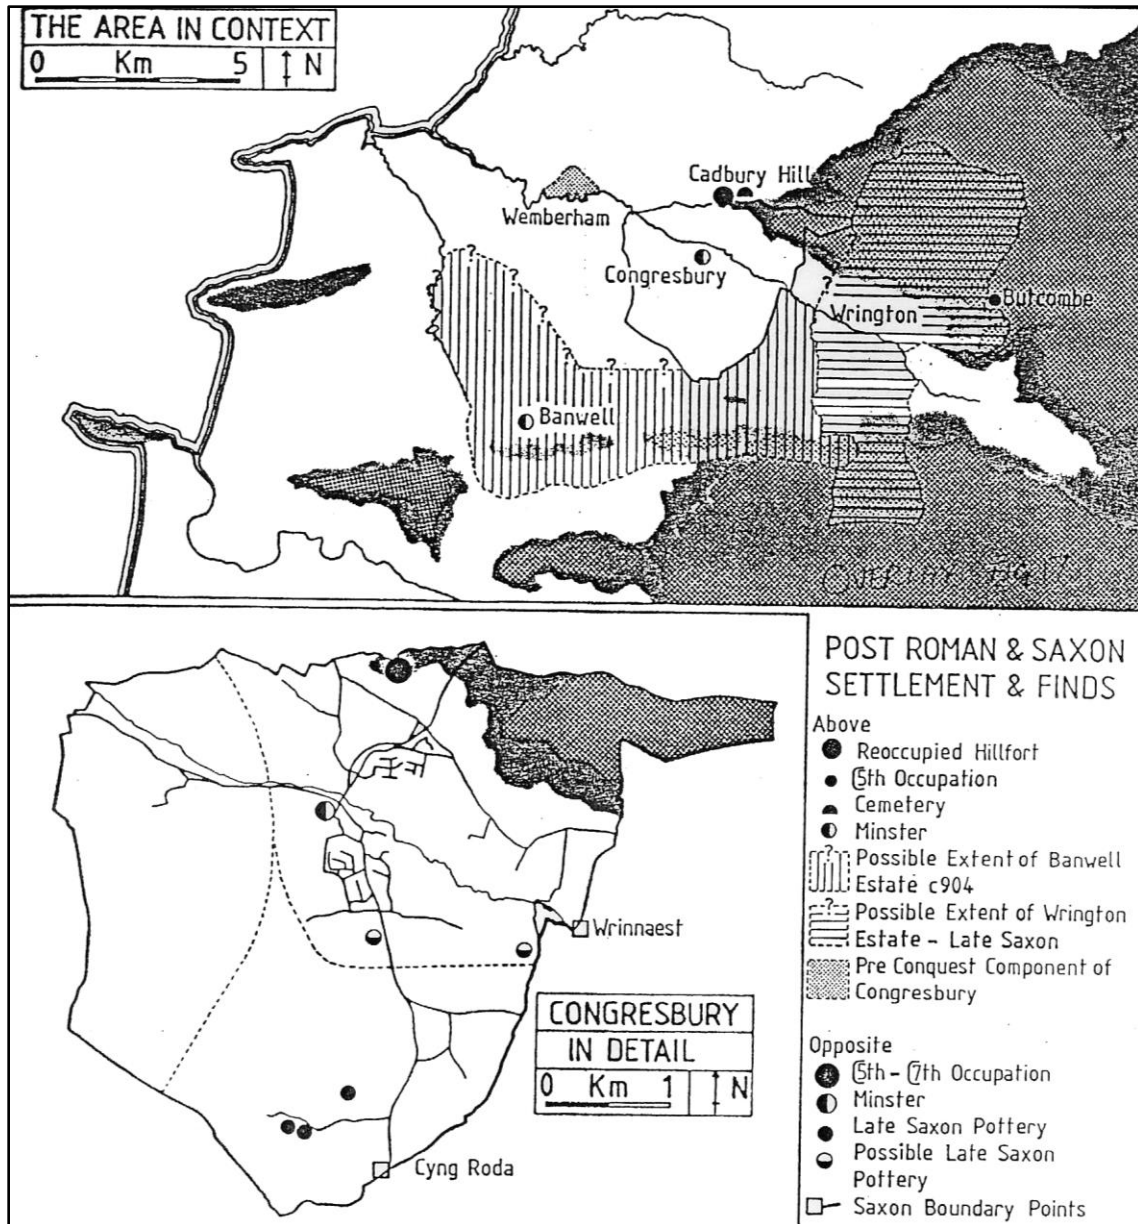 THE AREA IN CONTEXT
0 Km 5 N
Cadbury Hill
Wemberham
Congresbury
Butcombe
Wrington
Banwell
?
?
?
?
?
?
?
?
?
POST ROMAN & SAXON
SETTLEMENT & FINDS
Above
Reoccupied Hillfort
C5th Occupation
Cemetery
Minster
? Possible Extent of Banwell
Estate c904
? Possible Extent of Wrington
Estate - Late Saxon
Pre Conquest Component of
Congresbury
Opposite
C5th - C7th Occupation
Minster
Late Saxon Pottery
Possible Late Saxon
Pottery
Saxon Boundary Points
Wrinnaest
CONGRESBURY
IN DETAIL
0 Km 1 N
Cyng Roda